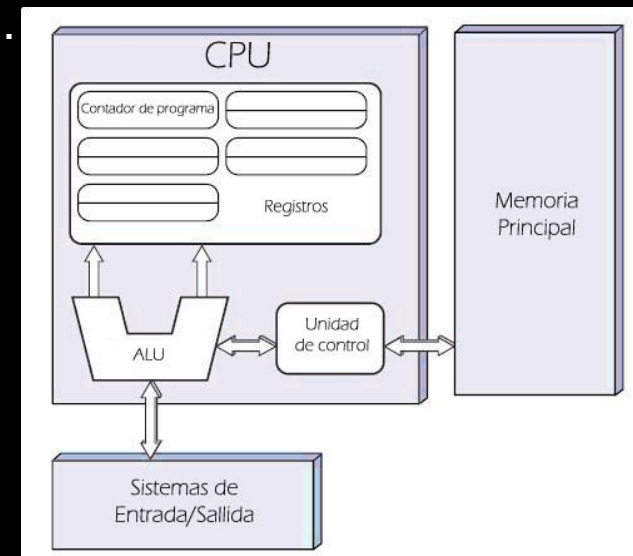 CPU
Contador de programa
Registros
Memoria
Principal
Unidad
de control
ALU
Sistemas de
Entrada/Sallida